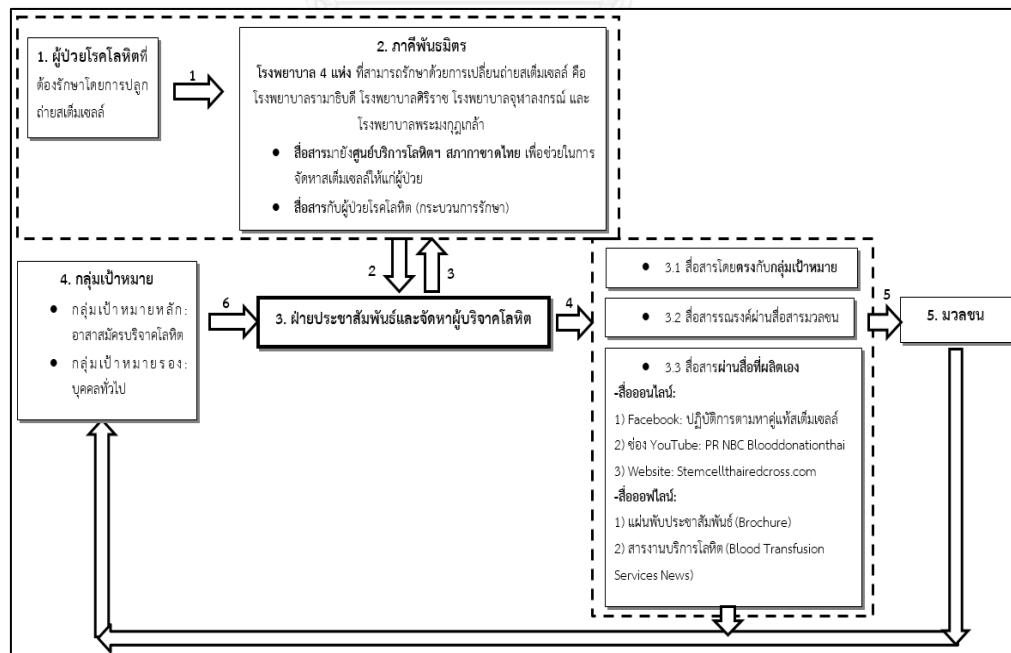 1. ผู้ป่วยโรคโลหิตที่
ต้องรักษาโดยการปลูก
ถ่ายสเต็มเซลล์
1
2. ภาคีพันธมิตร
โรงพยาบาล 4 แห่ง ที่สามารถรักษาด้วยการเปลี่ยนถ่ายสเต็มเซลล์ คือ
โรงพยาบาลรามาธิบดี โรงพยาบาลศิริราช โรงพยาบาลจุฬาลงกรณ์ และ
โรงพยาบาลพระมงกุฎเกล้า
● สื่อสารมายังศูนย์บริการโลหิตฯ สภากาชาดไทย เพื่อช่วยในการ
จัดหาสเต็มเซลล์ให้แก่ผู้ป่วย
● สื่อสารกับผู้ป่วยโรคโลหิต (กระบวนการรักษา)
2
3
4. กลุ่มเป้าหมาย
● กลุ่มเป้าหมายหลัก:
อาสาสมัครบริจาคโลหิต
● กลุ่มเป้าหมายรอง:
บุคคลทั่วไป
6
3. ฝ่ายประชาสัมพันธ์และจัดหาผู้บริจาคโลหิต
4
● 3.1 สื่อสารโดยตรงกับกลุ่มเป้าหมาย
● 3.2 สื่อสารรณรงค์ผ่านสื่อสารมวลชน
● 3.3 สื่อสารผ่านสื่อที่ผลิตเอง
-สื่อออนไลน์:
1) Facebook: ปฏิบัติการตามหาคู่แท้สเต็มเซลล์
2) ช่อง YouTube: PR NBC Blooddonationthai
3) Website: Stemcellthairedcross.com
-สื่อออฟไลน์:
1) แผ่นพับประชาสัมพันธ์ (Brochure)
2) สารงานบริการโลหิต (Blood Transfusion
Services News)
5
5. มวลชน